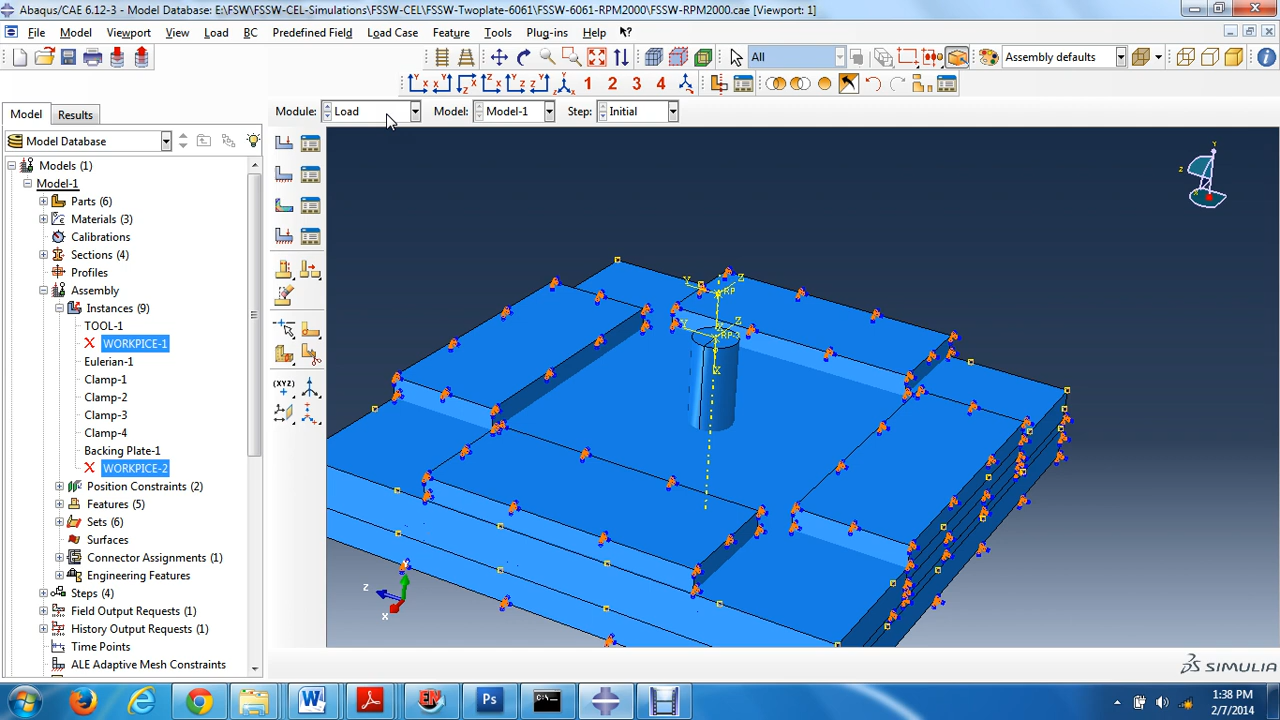 Abaqus/CAE 6.12-3 - Model Database: E:\FSW\FSSW-CEL-Simulations\FSSW-CEL\FSSW-Twoplate-6061\FSSW-6061-RPM2000\FSSW-RPM2000.cae [Viewport: 1]
File Model Viewport View Load BC Predefined Field Load Case Feature Tools Plug-ins Help
All Assembly defaults
1 2 3 4
Model Results Module: Load Model: Model-1 Step: Initial
Model Database
Models (1)
Model-1
Parts (6)
Materials (3)
Calibrations
Sections (4)
Profiles
Assembly
Instances (9)
TOOL-1
WORKPICE-1
Eulerian-1
Clamp-1
Clamp-2
Clamp-3
Clamp-4
Backing Plate-1
WORKPICE-2
Position Constraints (2)
Features (5)
Sets (6)
Surfaces
Connector Assignments (1)
Engineering Features
Steps (4)
Field Output Requests (1)
History Output Requests (1)
Time Points
ALE Adaptive Mesh Constraints
Y
Z
Y Z
RP
Y Z
X
Y
Z
X
SIMULIA
1:38 PM
2/7/2014